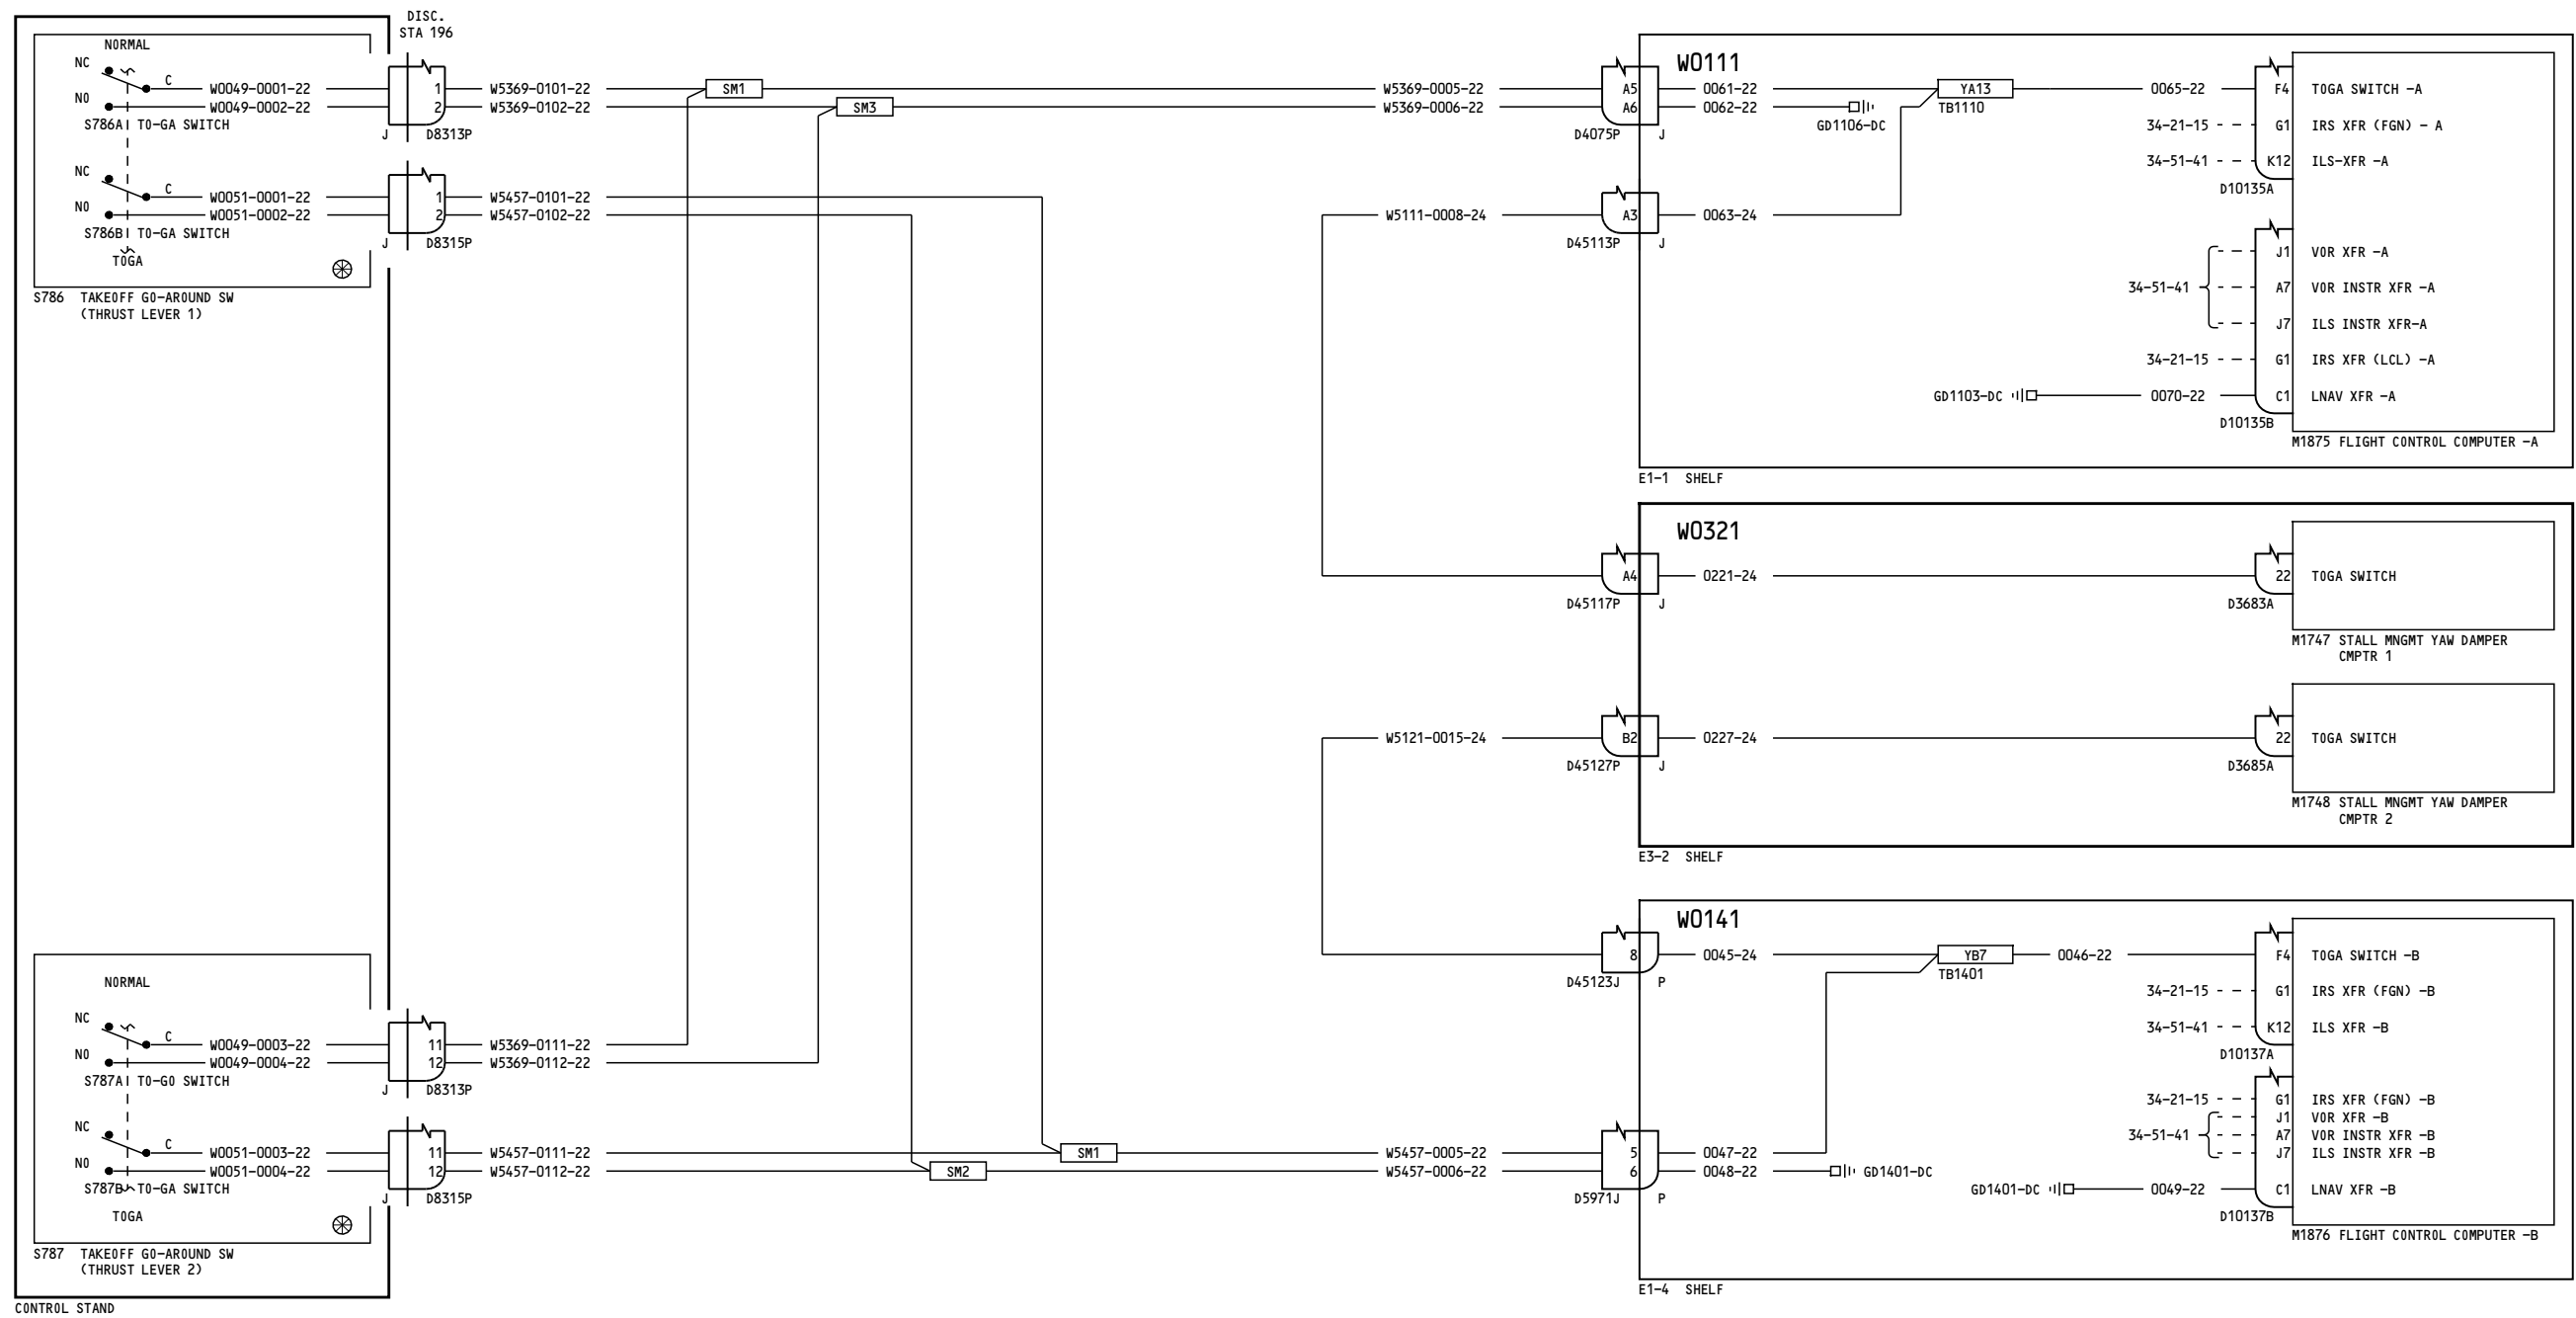 DISC.
STA 196
NORMAL
NC
C
W0049-0001-22
1
W5369-0101-22
SM1
W5369-0005-22
A5
NO
W0049-0002-22
2
W5369-0102-22
SM3
W5369-0006-22
A6
S786A TO-GA SWITCH
J
D8313P
D4075P
J
NC
C
W0051-0001-22
1
W5457-0101-22
NO
W0051-0002-22
2
W5457-0102-22
S786B TO-GA SWITCH
J
D8315P
TOGA
S786 TAKEOFF GO-AROUND SW
(THRUST LEVER 1)
W5111-0008-24
A3
D45113P
J
W0111
0061-22
YA13
0065-22
F4
TOGA SWITCH -A
0062-22
GD1106-DC
TB1110
34-21-15
G1
IRS XFR (FGN) - A
34-51-41
K12
ILS-XFR -A
D10135A
0063-24
J1
VOR XFR -A
34-51-41
A7
VOR INSTR XFR -A
J7
ILS INSTR XFR-A
34-21-15
G1
IRS XFR (LCL) -A
GD1103-DC
0070-22
C1
LNAV XFR -A
D10135B
M1875 FLIGHT CONTROL COMPUTER -A
E1-1 SHELF
W0321
A4
0221-24
22
TOGA SWITCH
D45117P
J
D3683A
M1747 STALL MNGMT YAW DAMPER
CMPTR 1
W5121-0015-24
B2
0227-24
22
TOGA SWITCH
D45127P
J
D3685A
M1748 STALL MNGMT YAW DAMPER
CMPTR 2
E3-2 SHELF
W0141
8
0045-24
YB7
0046-22
F4
TOGA SWITCH -B
D45123J
P
TB1401
34-21-15
G1
IRS XFR (FGN) -B
34-51-41
K12
ILS XFR -B
D10137A
34-21-15
G1
IRS XFR (FGN) -B
J1
VOR XFR -B
34-51-41
A7
VOR INSTR XFR -B
J7
ILS INSTR XFR -B
GD1401-DC
0049-22
C1
LNAV XFR -B
D10137B
M1876 FLIGHT CONTROL COMPUTER -B
NORMAL
NC
C
W0049-0003-22
11
W5369-0111-22
NO
W0049-0004-22
12
W5369-0112-22
S787A TO-GO SWITCH
J
D8313P
NC
C
W0051-0003-22
11
W5457-0111-22
SM1
W5457-0005-22
5
0047-22
NO
W0051-0004-22
12
W5457-0112-22
SM2
W5457-0006-22
6
0048-22
GD1401-DC
S787B TO-GA SWITCH
J
D8315P
D5971J
P
TOGA
S787 TAKEOFF GO-AROUND SW
(THRUST LEVER 2)
CONTROL STAND
E1-4 SHELF